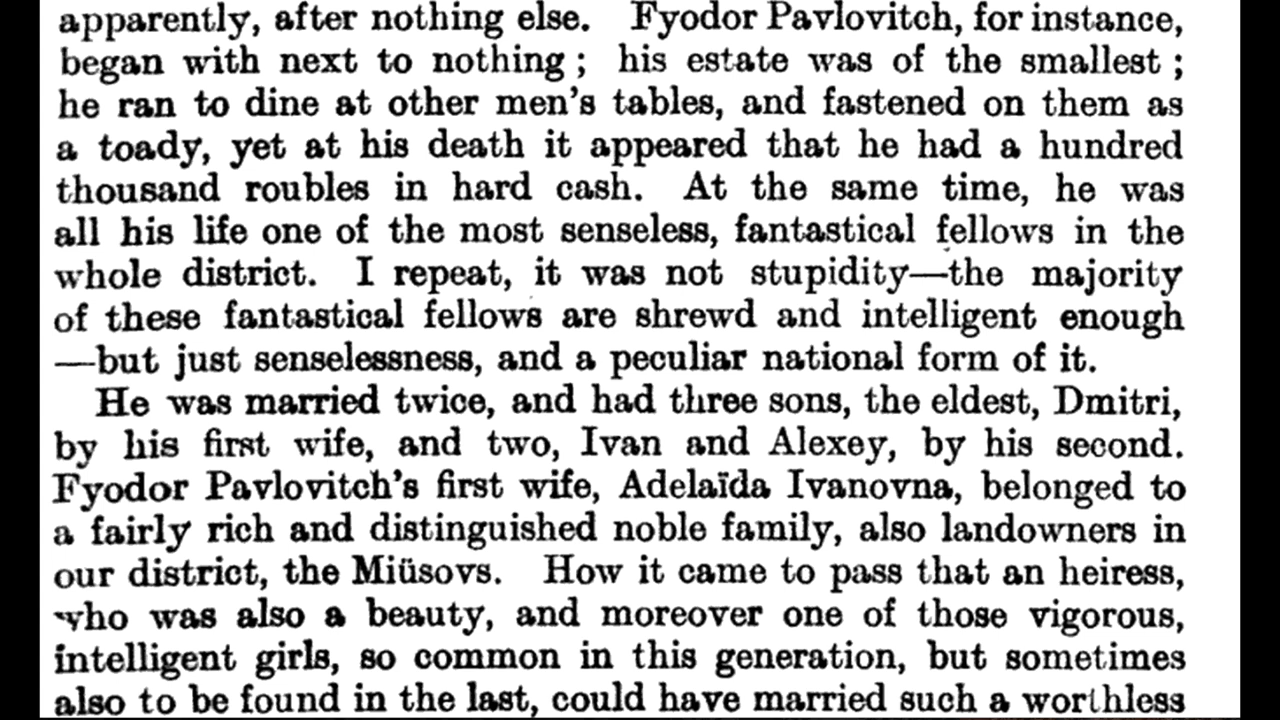 apparently, after nothing else. Fyodor Pavlovitch, for instance,
began with next to nothing; his estate was of the smallest;
he ran to dine at other men's tables, and fastened on them as
a toady, yet at his death it appeared that he had a hundred
thousand roubles in hard cash. At the same time, he was
all his life one of the most senseless, fantastical fellows in the
whole district. I repeat, it was not stupidity—the majority
of these fantastical fellows are shrewd and intelligent enough
—but just senselessness, and a peculiar national form of it.
He was married twice, and had three sons, the eldest, Dmitri,
by his first wife, and two, Ivan and Alexey, by his second.
Fyodor Pavlovitch's first wife, Adelaïda Ivanovna, belonged to
a fairly rich and distinguished noble family, also landowners in
our district, the Miüsovs. How it came to pass that an heiress,
who was also a beauty, and moreover one of those vigorous,
intelligent girls, so common in this generation, but sometimes
also to be found in the last, could have married such a worthless